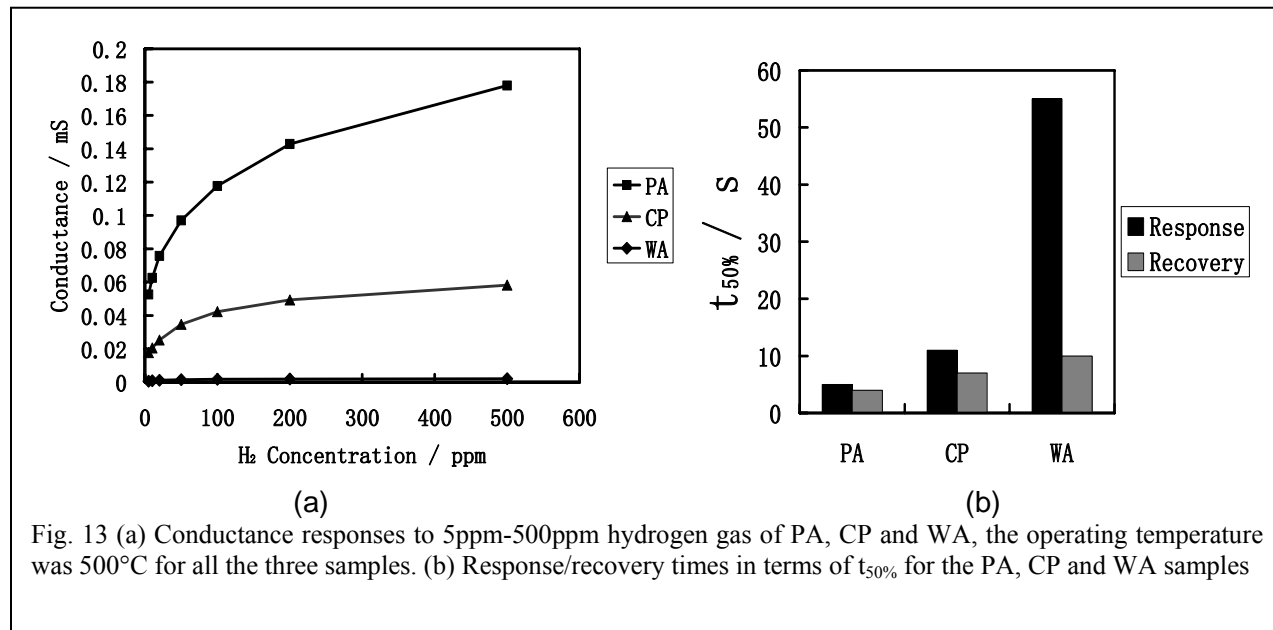 0.2
0.18
0.16
0.14
0.12
0.1
0.08
0.06
0.04
0.02
0
Conductance / mS
0 100 200 300 400 500 600
H₂ Concentration / ppm
PA
CP
WA
(a)
60
50
40
30
20
10
0
t50% / s
PA CP WA
Response
Recovery
(b)
Fig. 13 (a) Conductance responses to 5ppm-500ppm hydrogen gas of PA, CP and WA, the operating temperature
was 500°C for all the three samples. (b) Response/recovery times in terms of t50% for the PA, CP and WA samples